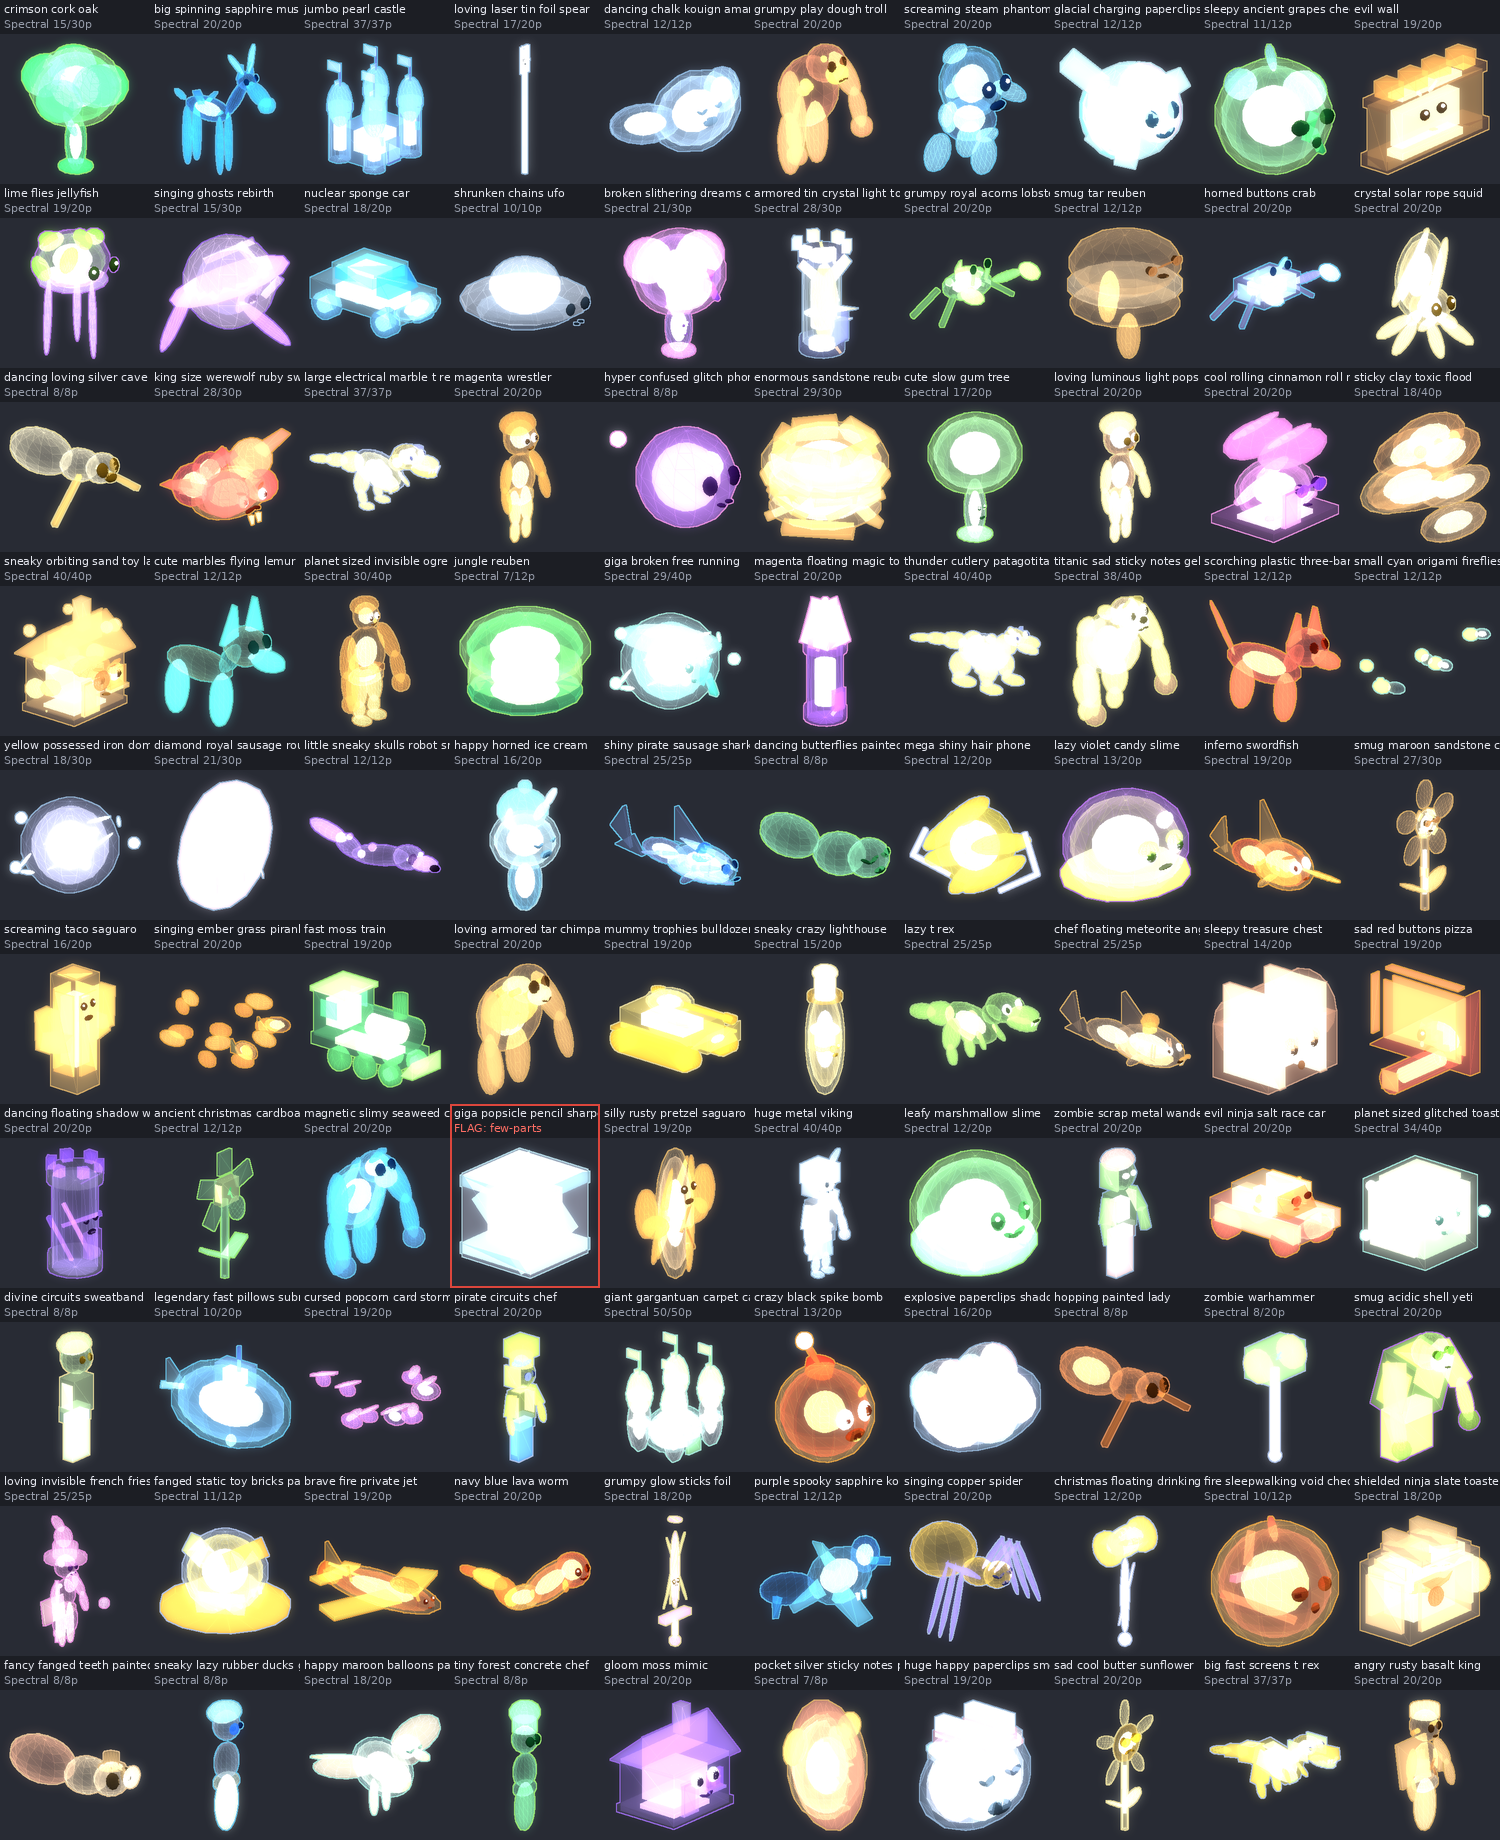 crimson cork oak
Spectral 15/30p
big spinning sapphire mus
Spectral 20/20p
jumbo pearl castle
Spectral 37/37p
loving laser tin foil spear
Spectral 17/20p
dancing chalk kouign ama
Spectral 12/12p
grumpy play dough troll
Spectral 20/20p
screaming steam phantom
Spectral 20/20p
glacial charging paperclips
Spectral 12/12p
sleepy ancient grapes che
Spectral 11/12p
evil wall
Spectral 19/20p
lime flies jellyfish
Spectral 19/20p
singing ghosts rebirth
Spectral 15/30p
nuclear sponge car
Spectral 18/20p
shrunken chains ufo
Spectral 10/10p
broken slithering dreams c
Spectral 21/30p
armored tin crystal light to
Spectral 28/30p
grumpy royal acorns lobst
Spectral 20/20p
smug tar reuben
Spectral 12/12p
horned buttons crab
Spectral 20/20p
crystal solar rope squid
Spectral 20/20p
dancing loving silver cave
Spectral 8/8p
king size werewolf ruby sw
Spectral 28/30p
large electrical marble t re
Spectral 37/37p
magenta wrestler
Spectral 20/20p
hyper confused glitch phor
Spectral 8/8p
enormous sandstone reub
Spectral 29/30p
cute slow gum tree
Spectral 17/20p
loving luminous light pops
Spectral 20/20p
cool rolling cinnamon roll r
Spectral 20/20p
sticky clay toxic flood
Spectral 18/40p
sneaky orbiting sand toy la
Spectral 40/40p
cute marbles flying lemur
Spectral 12/12p
planet sized invisible ogre
Spectral 30/40p
jungle reuben
Spectral 7/12p
giga broken free running
Spectral 29/40p
magenta floating magic to
Spectral 20/20p
thunder cutlery patagotita
Spectral 40/40p
titanic sad sticky notes gel
Spectral 38/40p
scorching plastic three-bar
Spectral 12/12p
small cyan origami fireflies
Spectral 12/12p
yellow possessed iron dom
Spectral 18/30p
diamond royal sausage rou
Spectral 21/30p
little sneaky skulls robot sr
Spectral 12/12p
happy horned ice cream
Spectral 16/20p
shiny pirate sausage shark
Spectral 25/25p
dancing butterflies painted
Spectral 8/8p
mega shiny hair phone
Spectral 12/20p
lazy violet candy slime
Spectral 13/20p
inferno swordfish
Spectral 19/20p
smug maroon sandstone c
Spectral 27/30p
screaming taco saguaro
Spectral 16/20p
singing ember grass piranl
Spectral 20/20p
fast moss train
Spectral 19/20p
loving armored tar chimpa
Spectral 20/20p
mummy trophies bulldozer
Spectral 19/20p
sneaky crazy lighthouse
Spectral 15/20p
lazy t rex
Spectral 25/25p
chef floating meteorite an
Spectral 25/25p
sleepy treasure chest
Spectral 14/20p
sad red buttons pizza
Spectral 19/20p
dancing floating shadow w
Spectral 20/20p
ancient christmas cardboa
Spectral 12/12p
magnetic slimy seaweed c
Spectral 20/20p
giga popsicle pencil sharp
FLAG: few-parts
silly rusty pretzel saguaro
Spectral 19/20p
huge metal viking
Spectral 40/40p
leafy marshmallow slime
Spectral 12/20p
zombie scrap metal wande
Spectral 20/20p
evil ninja salt race car
Spectral 20/20p
planet sized glitched toast
Spectral 34/40p
divine circuits sweatband
Spectral 8/8p
legendary fast pillows subr
Spectral 10/20p
cursed popcorn card storm
Spectral 19/20p
pirate circuits chef
Spectral 20/20p
giant gargantuan carpet ca
Spectral 50/50p
crazy black spike bomb
Spectral 13/20p
explosive paperclips shado
Spectral 16/20p
hopping painted lady
Spectral 8/8p
zombie warhammer
Spectral 8/20p
smug acidic shell yeti
Spectral 20/20p
loving invisible french fries
Spectral 25/25p
fanged static toy bricks pa
Spectral 11/12p
brave fire private jet
Spectral 19/20p
navy blue lava worm
Spectral 20/20p
grumpy glow sticks foil
Spectral 18/20p
purple spooky sapphire ko
Spectral 12/12p
singing copper spider
Spectral 20/20p
christmas floating drinking
Spectral 12/20p
fire sleepwalking void chec
Spectral 10/12p
shielded ninja slate toaste
Spectral 18/20p
fancy fanged teeth painted
Spectral 8/8p
sneaky lazy rubber ducks
Spectral 8/8p
happy maroon balloons pa
Spectral 18/20p
tiny forest concrete chef
Spectral 8/8p
gloom moss mimic
Spectral 20/20p
pocket silver sticky notes
Spectral 7/8p
huge happy paperclips sm
Spectral 19/20p
sad cool butter sunflower
Spectral 20/20p
big fast screens t rex
Spectral 37/37p
angry rusty basalt king
Spectral 20/20p